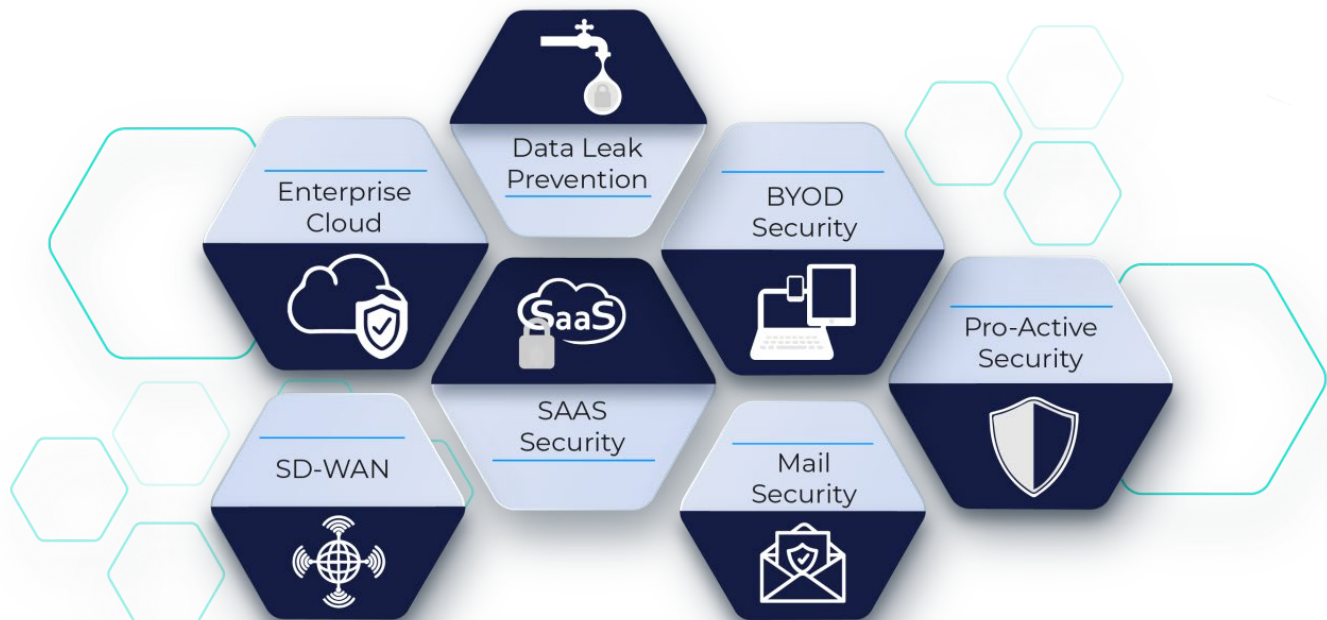 Data Leak
Prevention
Enterprise
Cloud
BYOD
Security
SaaS
SAAS
Security
Pro-Active
Security
SD-WAN
Mail
Security